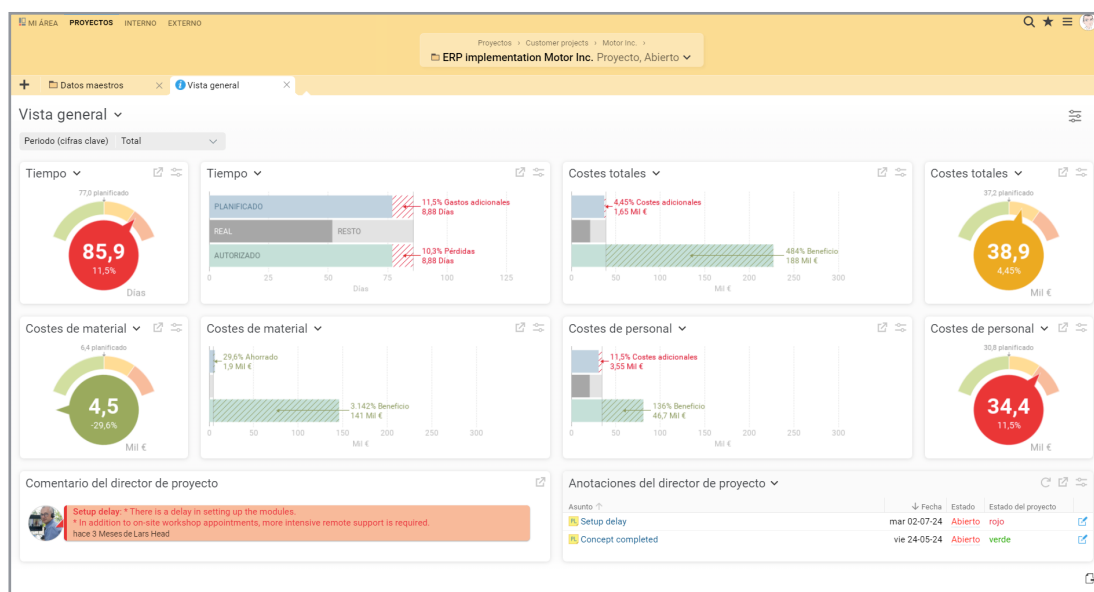 MI ÁREA PROYECTOS INTERNO EXTERNO
Proyectos › Customer projects › Motor Inc. ›
ERP implementation Motor Inc. Proyecto, Abierto
Datos maestros
Vista general
Vista general
Periodo (cifras clave) Total
Tiempo
77,0 planificado
85,9
11,5%
Días
Tiempo
PLANIFICADO
11,5% Gastos adicionales
8,88 Días
REAL
RESTO
AUTORIZADO
10,3% Pérdidas
8,88 Días
0 25 50 75 100 125
Días
Costes totales
4,45% Costes adicionales
1,65 Mil €
484% Beneficio
188 Mil €
0 50 100 150 200 250 300
Mil €
Costes totales
37,2 planificado
38,9
4,45%
Mil €
Costes de material
6,4 planificado
4,5
-29,6%
Mil €
Costes de material
29,6% Ahorrado
1,9 Mil €
3.142% Beneficio
141 Mil €
0 50 100 150 200 250 300
Mil €
Costes de personal
11,5% Costes adicionales
3,55 Mil €
136% Beneficio
46,7 Mil €
0 50 100 150 200 250 300
Mil €
Costes de personal
30,8 planificado
34,4
11,5%
Mil €
Comentario del director de proyecto
Setup delay: * There is a delay in setting up the modules.
* In addition to on-site workshop appointments, more intensive remote support is required.
hace 3 Meses de Lars Head
Anotaciones del director de proyecto
Asunto Fecha Estado Estado del proyecto
PL Setup delay mar 02-07-24 Abierto rojo
PL Concept completed vie 24-05-24 Abierto verde